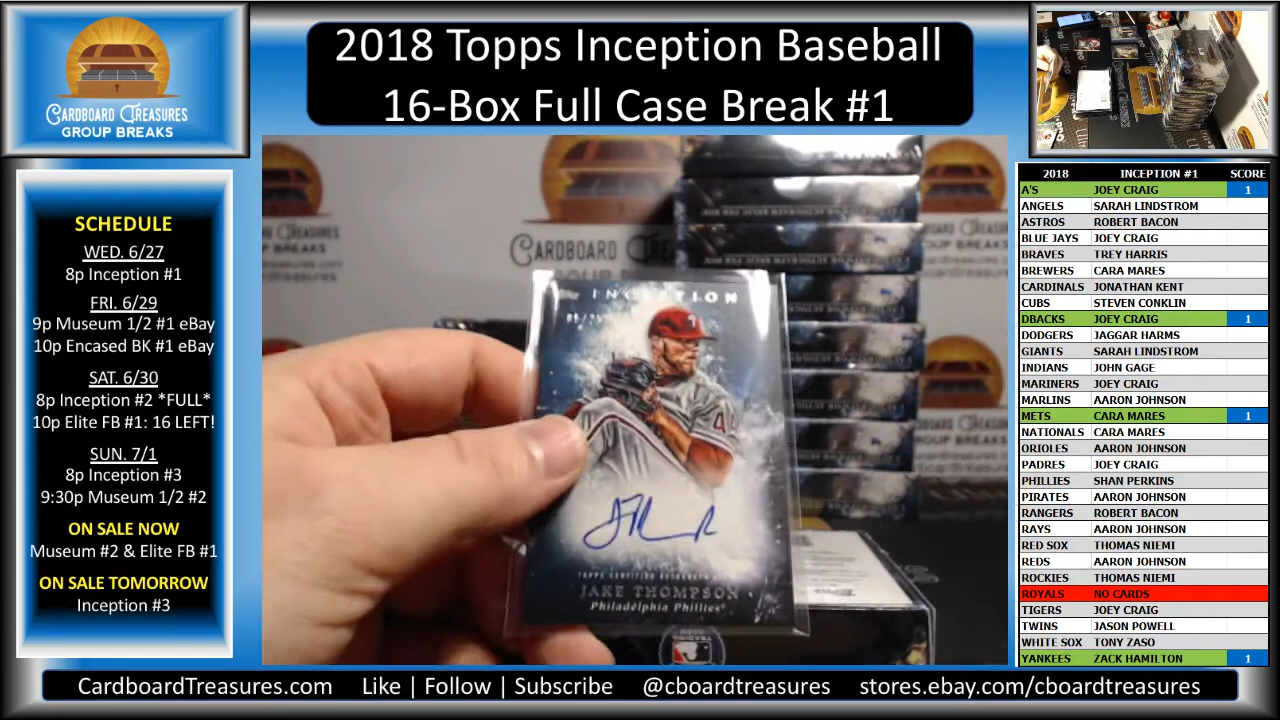 CARDBOARD TREASURES
GROUP BREAKS
2018 Topps Inception Baseball
16-Box Full Case Break #1
SCHEDULE
WED. 6/27
8p Inception #1
FRI. 6/29
9p Museum 1/2 #1 eBay
10p Encased BK #1 eBay
SAT. 6/30
8p Inception #2 *FULL*
10p Elite FB #1: 16 LEFT!
SUN. 7/1
8p Inception #3
9:30p Museum 1/2 #2
ON SALE NOW
Museum #2 & Elite FB #1
ON SALE TOMORROW
Inception #3
CARDBOARD
INCEPTION
TOPPS CERTIFIED AUTOGRAPH
JAKE THOMPSON
Philadelphia Phillies
2018 INCEPTION #1 SCORE
A'S JOEY CRAIG 1
ANGELS SARAH LINDSTROM
ASTROS ROBERT BACON
BLUE JAYS JOEY CRAIG
BRAVES TREY HARRIS
BREWERS CARA MARES
CARDINALS JONATHAN KENT
CUBS STEVEN CONKLIN
DBACKS JOEY CRAIG 1
DODGERS JAGGAR HARMS
GIANTS SARAH LINDSTROM
INDIANS JOHN GAGE
MARINERS JOEY CRAIG
MARLINS AARON JOHNSON
METS CARA MARES 1
NATIONALS CARA MARES
ORIOLES AARON JOHNSON
PADRES JOEY CRAIG
PHILLIES SHAN PERKINS
PIRATES AARON JOHNSON
RANGERS ROBERT BACON
RAYS AARON JOHNSON
RED SOX THOMAS NIEMI
REDS AARON JOHNSON
ROCKIES THOMAS NIEMI
ROYALS NO CARDS
TIGERS JOEY CRAIG
TWINS JASON POWELL
WHITE SOX TONY ZASO
YANKEES ZACK HAMILTON 1
CardboardTreasures.com Like | Follow | Subscribe @cboardtreasures stores.ebay.com/cboardtreasures